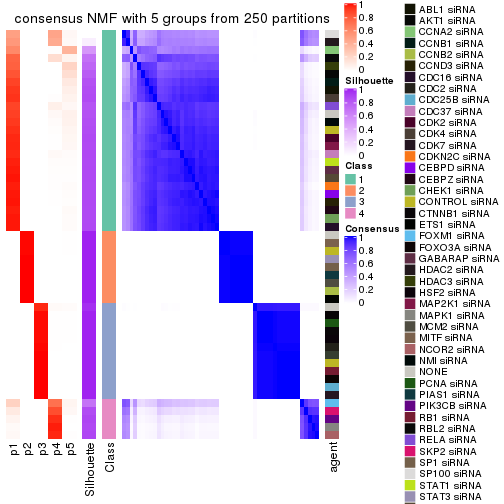 consensus NMF with 5 groups from 250 partitions
p1
p2
p3
p4
p5
Silhouette
Class
agent
1
0.8
0.6
0.4
0.2
0
Silhouette
1
0.8
0.6
0.4
0.2
0
Class
1
2
3
4
Consensus
1
0.8
0.6
0.4
0.2
0
ABL1 siRNA
AKT1 siRNA
CCNA2 siRNA
CCNB1 siRNA
CCNB2 siRNA
CCND3 siRNA
CDC16 siRNA
CDC2 siRNA
CDC25B siRNA
CDC37 siRNA
CDK2 siRNA
CDK4 siRNA
CDK7 siRNA
CDKN2C siRNA
CEBPD siRNA
CEBPZ siRNA
CHEK1 siRNA
CONTROL siRNA
CTNNB1 siRNA
ETS1 siRNA
FOXM1 siRNA
FOXO3A siRNA
GABARAP siRNA
HDAC2 siRNA
HDAC3 siRNA
HSF2 siRNA
MAP2K1 siRNA
MAPK1 siRNA
MCM2 siRNA
MITF siRNA
NCOR2 siRNA
NMI siRNA
NONE
PCNA siRNA
PIAS1 siRNA
PIK3CB siRNA
RB1 siRNA
RBL2 siRNA
RELA siRNA
SKP2 siRNA
SP1 siRNA
SP100 siRNA
STAT1 siRNA
STAT3 siRNA